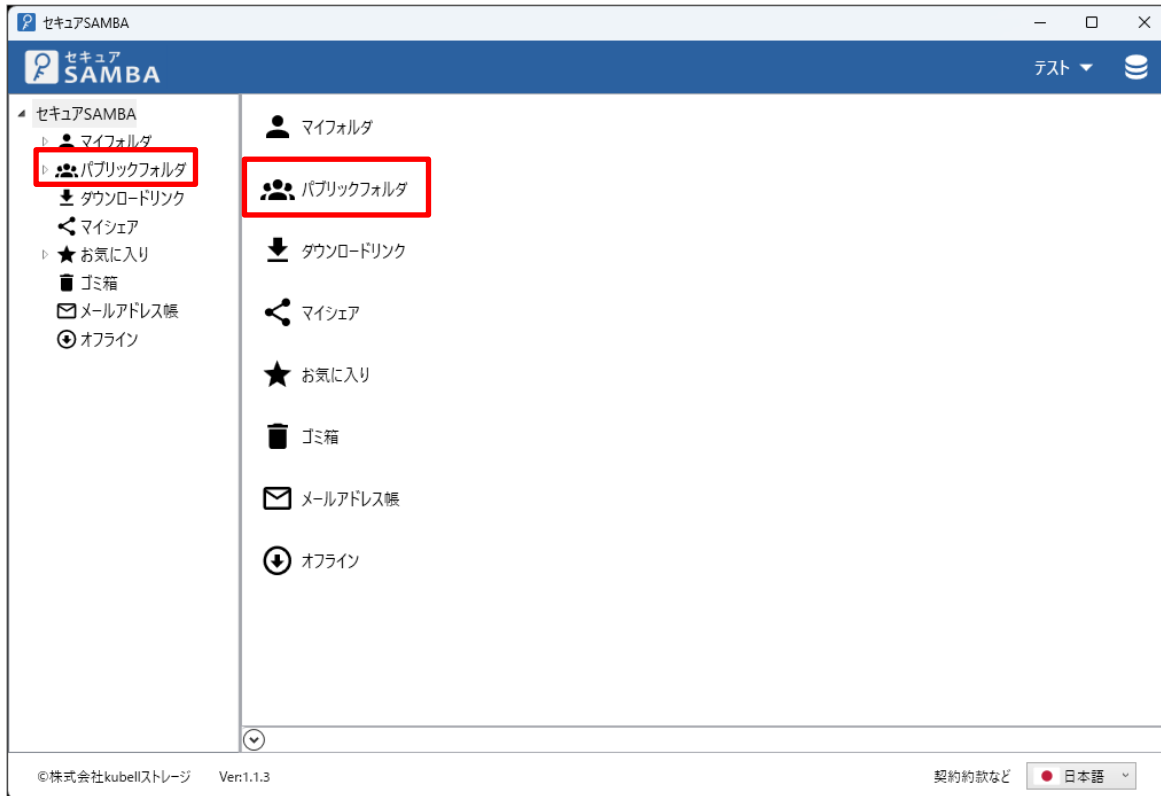 セキュアSAMBA
セキュア
SAMBA
テスト
セキュアSAMBA
マイフォルダ
パブリックフォルダ
ダウンロードリンク
マイシェア
お気に入り
ゴミ箱
メールアドレス帳
オフライン
マイフォルダ
パブリックフォルダ
ダウンロードリンク
マイシェア
お気に入り
ゴミ箱
メールアドレス帳
オフライン
©株式会社kubellストレージ Ver:1.1.3 契約約款など 日本語